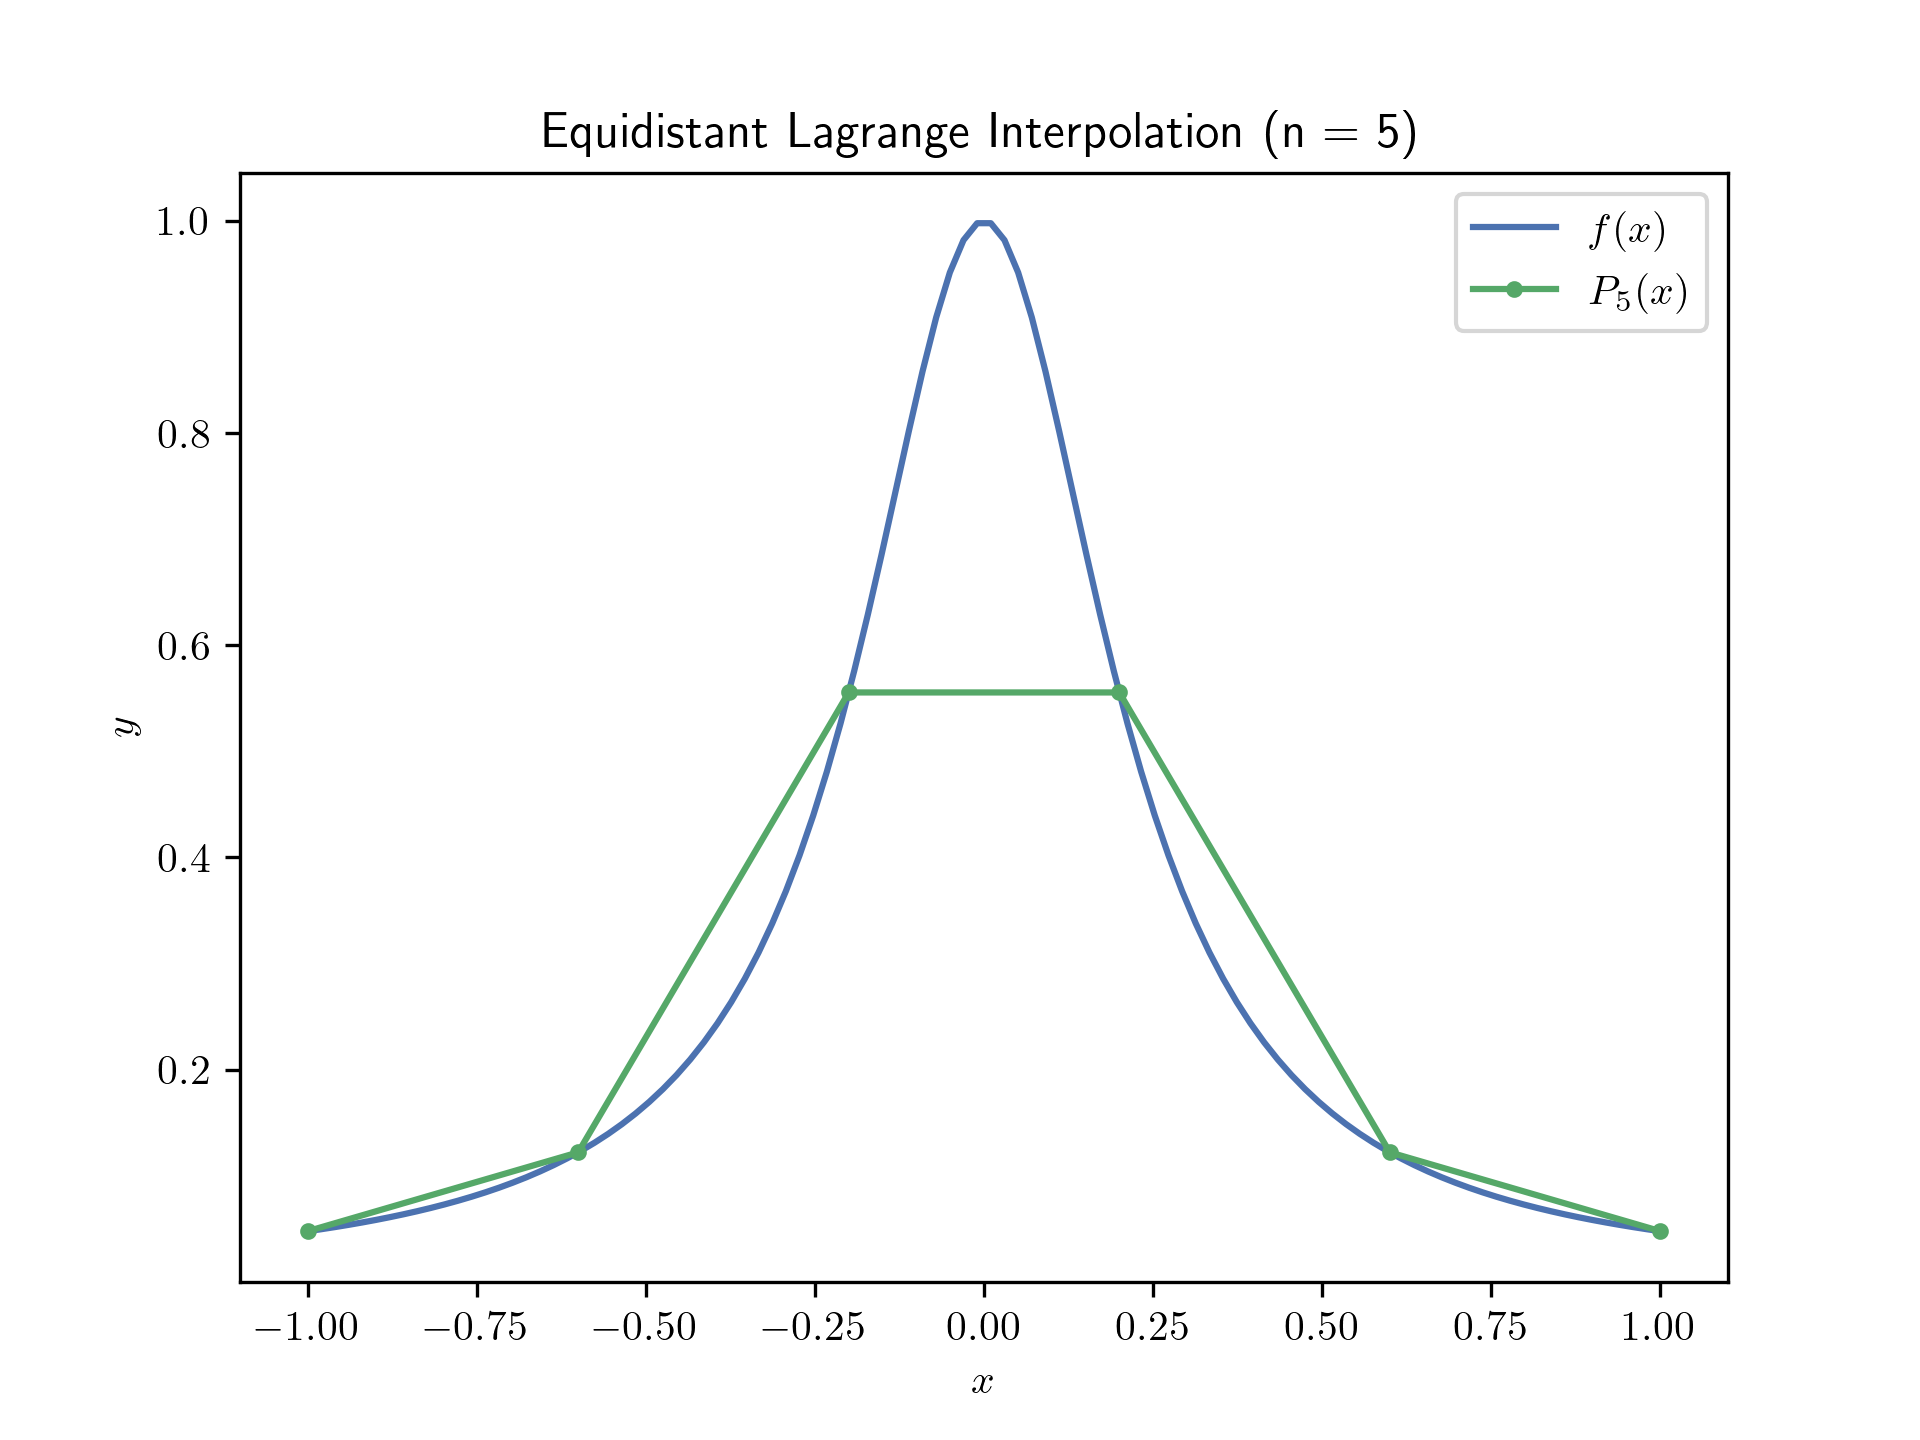 Equidistant Lagrange Interpolation (n = 5)
f(x)
P₅(x)
1.0
0.8
0.6
0.4
0.2
y
−1.00 −0.75 −0.50 −0.25 0.00 0.25 0.50 0.75 1.00
x